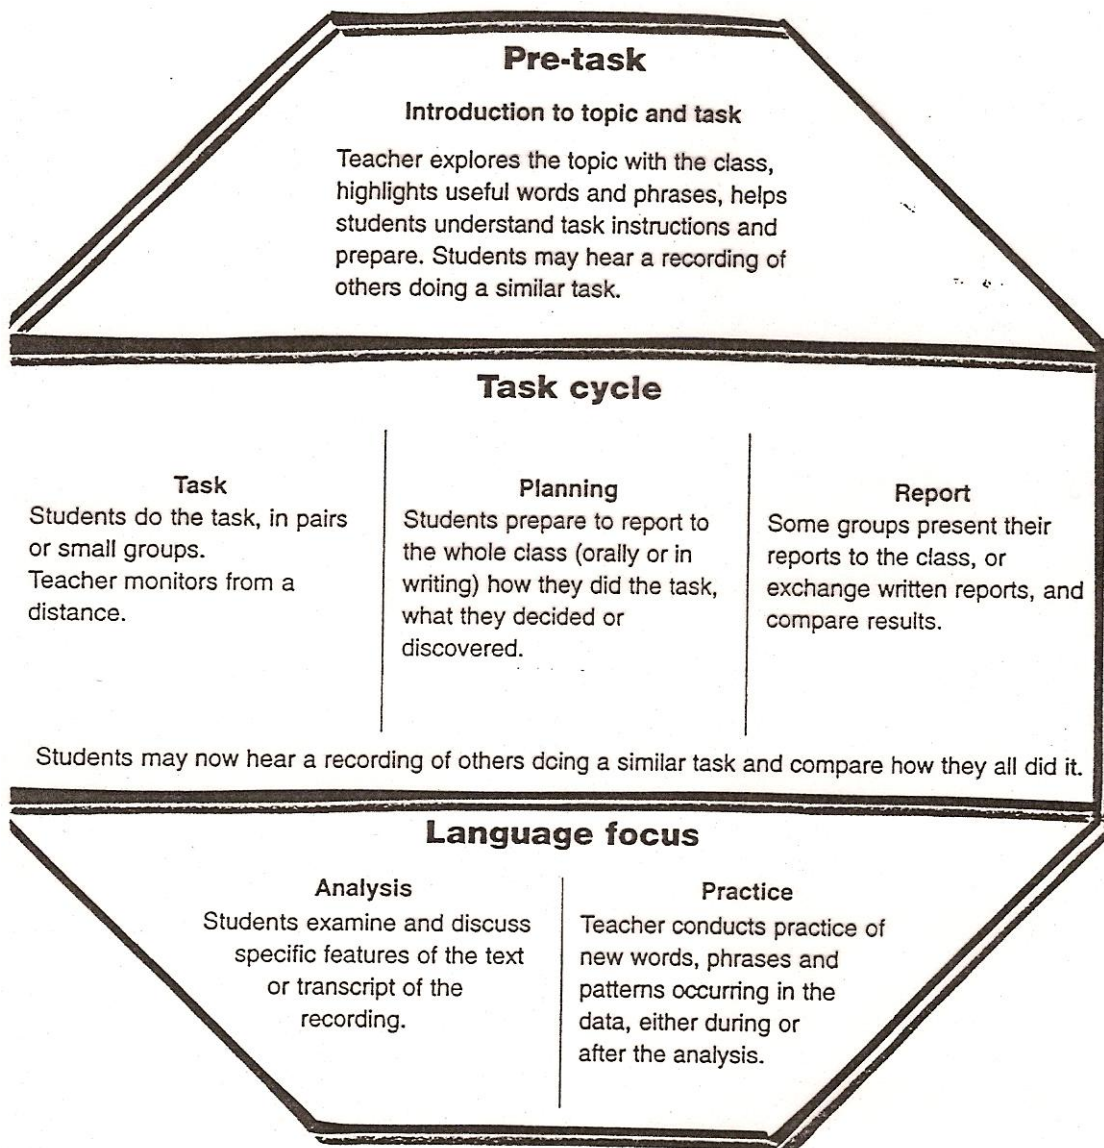 Pre-task
Introduction to topic and task
Teacher explores the topic with the class,
highlights useful words and phrases, helps
students understand task instructions and
prepare. Students may hear a recording of
others doing a similar task.
Task cycle
Task
Students do the task, in pairs
or small groups.
Teacher monitors from a
distance.
Planning
Students prepare to report to
the whole class (orally or in
writing) how they did the task,
what they decided or
discovered.
Report
Some groups present their
reports to the class, or
exchange written reports, and
compare results.
Students may now hear a recording of others doing a similar task and compare how they all did it.
Language focus
Analysis
Students examine and discuss
specific features of the text
or transcript of the
recording.
Practice
Teacher conducts practice of
new words, phrases and
patterns occurring in the
data, either during or
after the analysis.